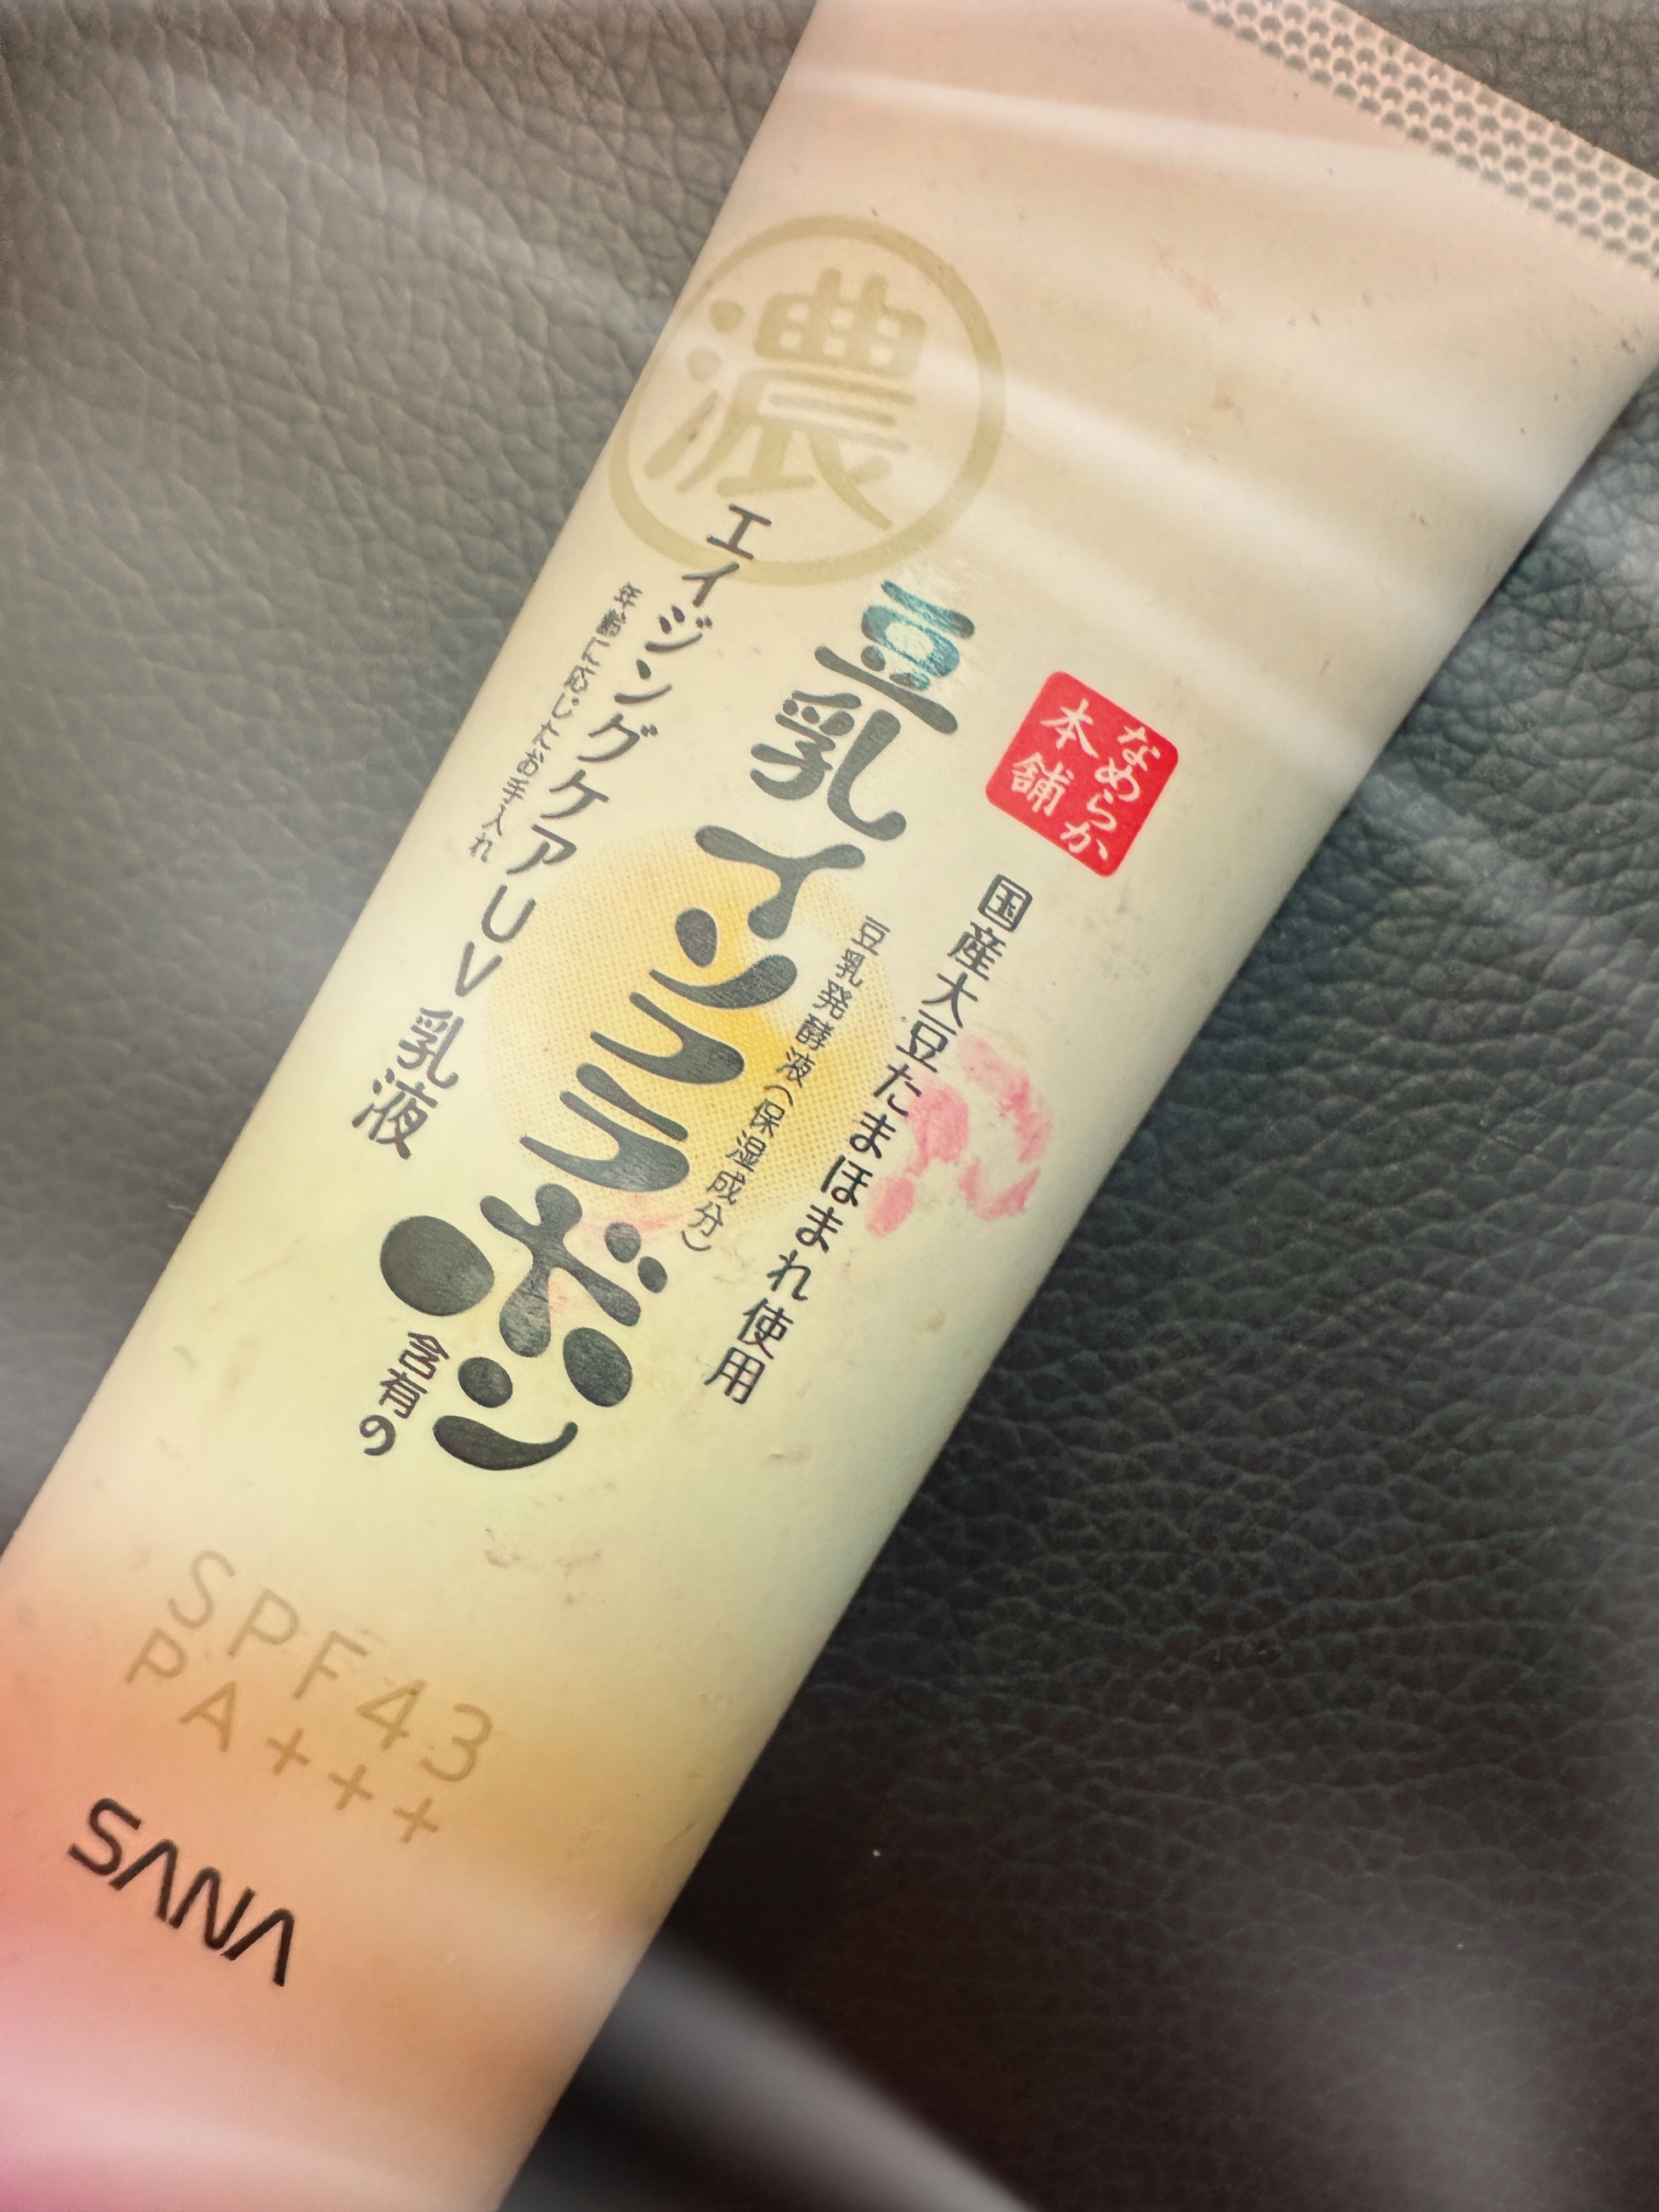 濃
なめらか
本舗
国産大豆たまほまれ使用
豆乳発酵液(保湿成分)
豆乳イソフラボン
含有の
エイジングケアUV乳液
年齢に応じたお手入れ
SPF43
PA+++
SANA